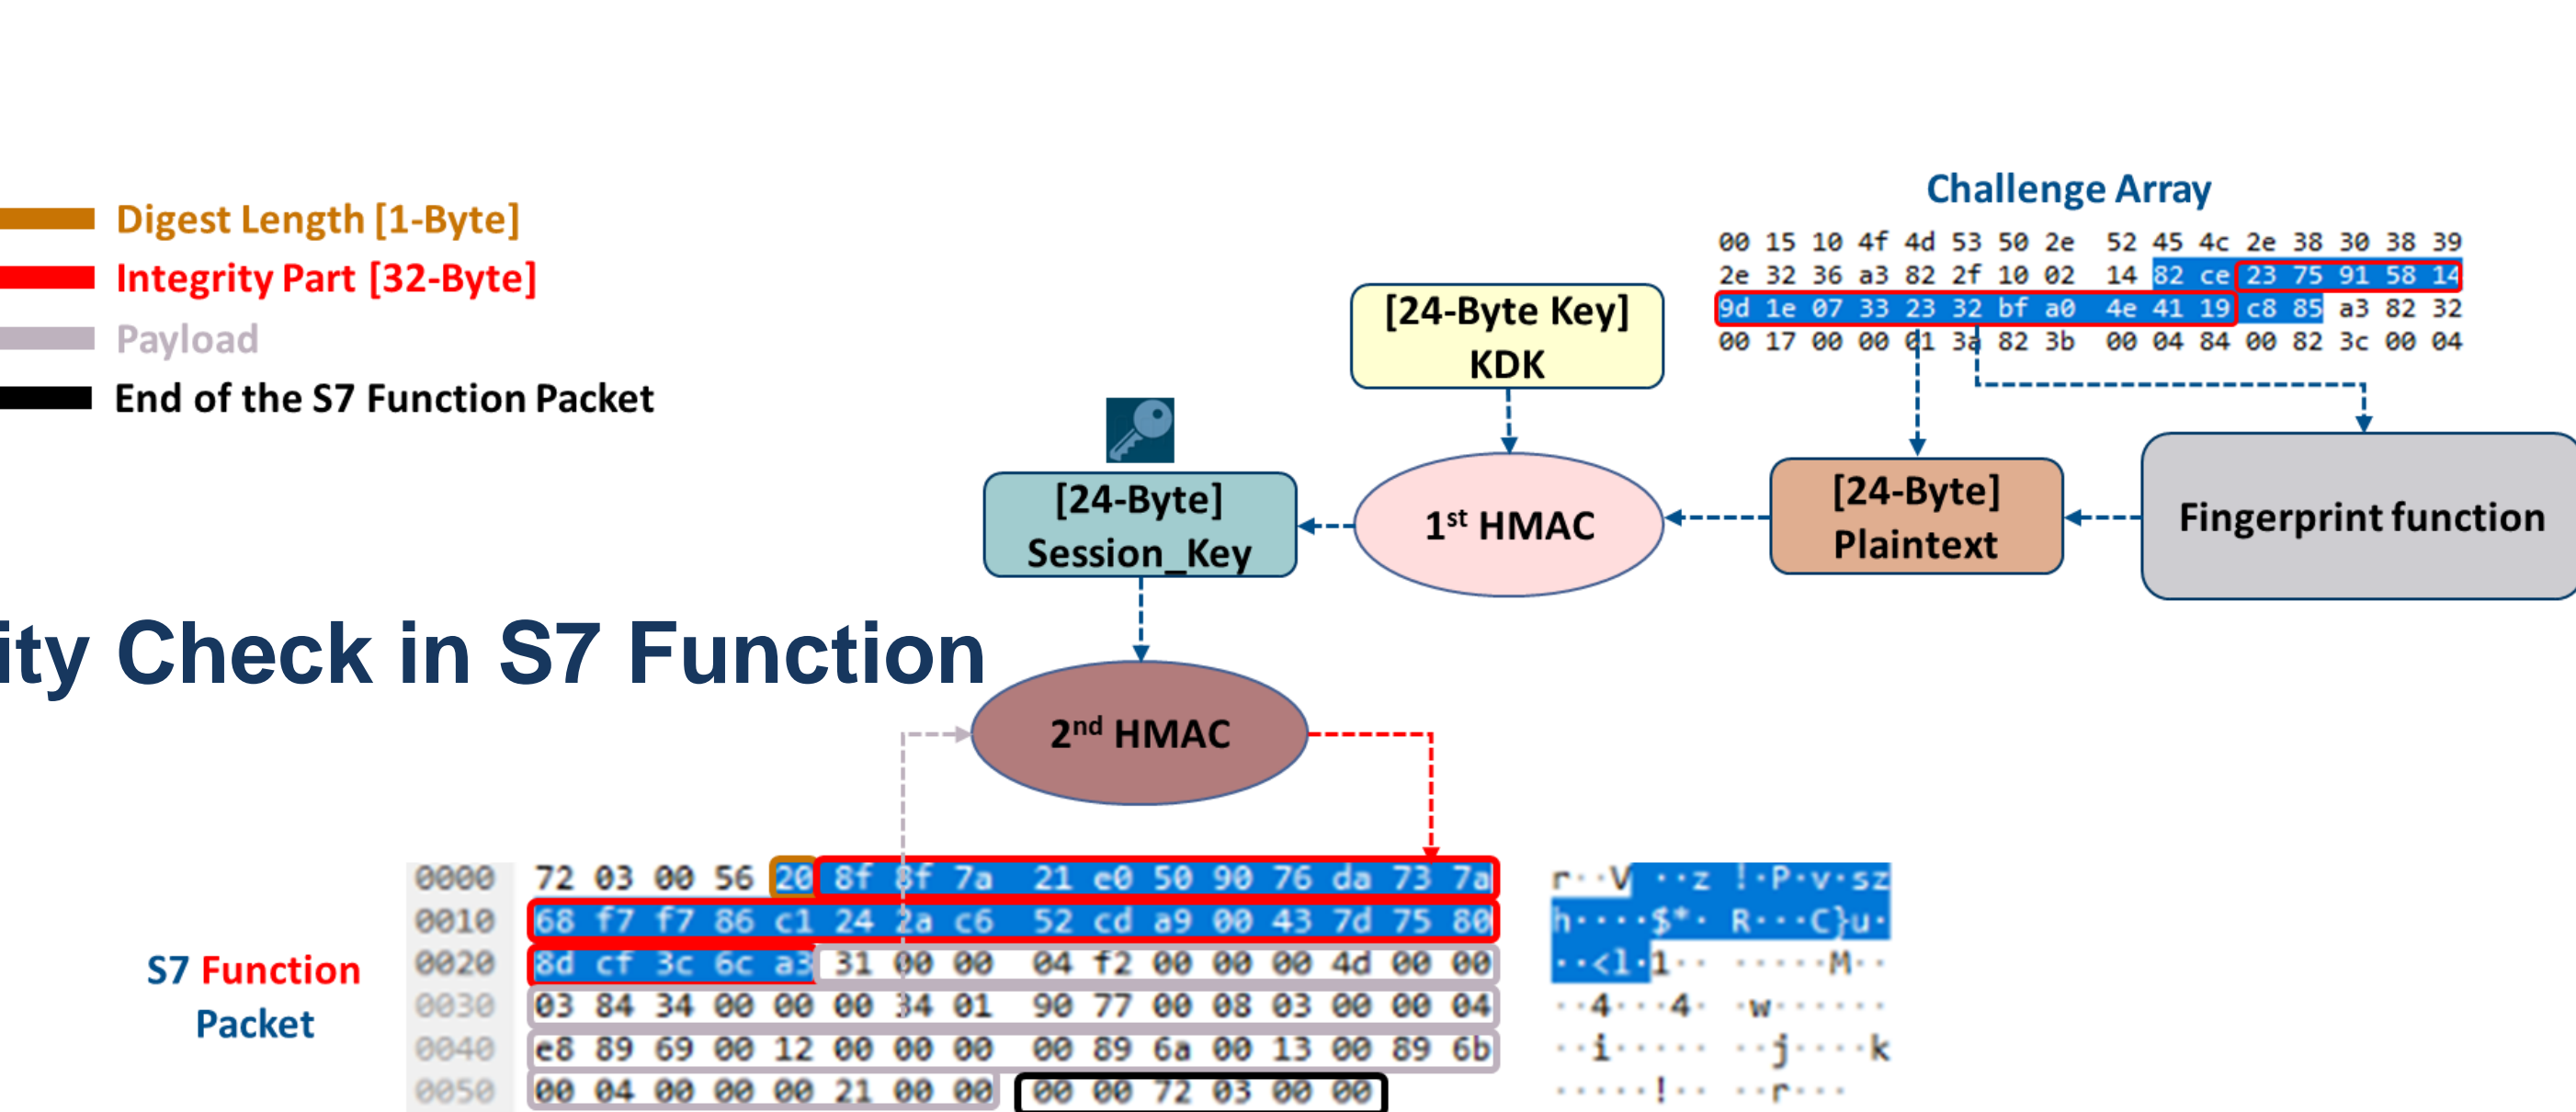 Digest Length [1-Byte]
Integrity Part [32-Byte]
Payload
End of the S7 Function Packet
Challenge Array
00 15 10 4f 4d 53 50 2e 52 45 4c 2e 38 30 38 39
2e 32 36 a3 82 2f 10 02 14 82 ce 23 75 91 58 14
9d 1e 07 33 23 32 bf a0 4e 41 19 c8 85 a3 82 32
00 17 00 00 01 3a 82 3b 00 04 84 00 82 3c 00 04
[24-Byte Key]
KDK
[24-Byte]
Session_Key
1st HMAC
[24-Byte]
Plaintext
Fingerprint function
ity Check in S7 Function
2nd HMAC
S7 Function
Packet
0000 72 03 00 56 20 8f 8f 7a 21 e0 50 90 76 da 73 7a r··V ··z !·P·v·sz
0010 68 f7 f7 86 c1 24 2a c6 52 cd a9 00 43 7d 75 80 h····$*· R···C}u·
0020 8d cf 3c 6c a3 31 00 00 04 f2 00 00 00 4d 00 00 ··<l·1·· ·····M··
0030 03 84 34 00 00 00 34 01 90 77 00 08 03 00 00 04 ··4···4· ·w······
0040 e8 89 69 00 12 00 00 00 00 89 6a 00 13 00 89 6b ··i····· ··j····k
0050 00 04 00 00 00 21 00 00 00 00 72 03 00 00 ·····!·· ··r···